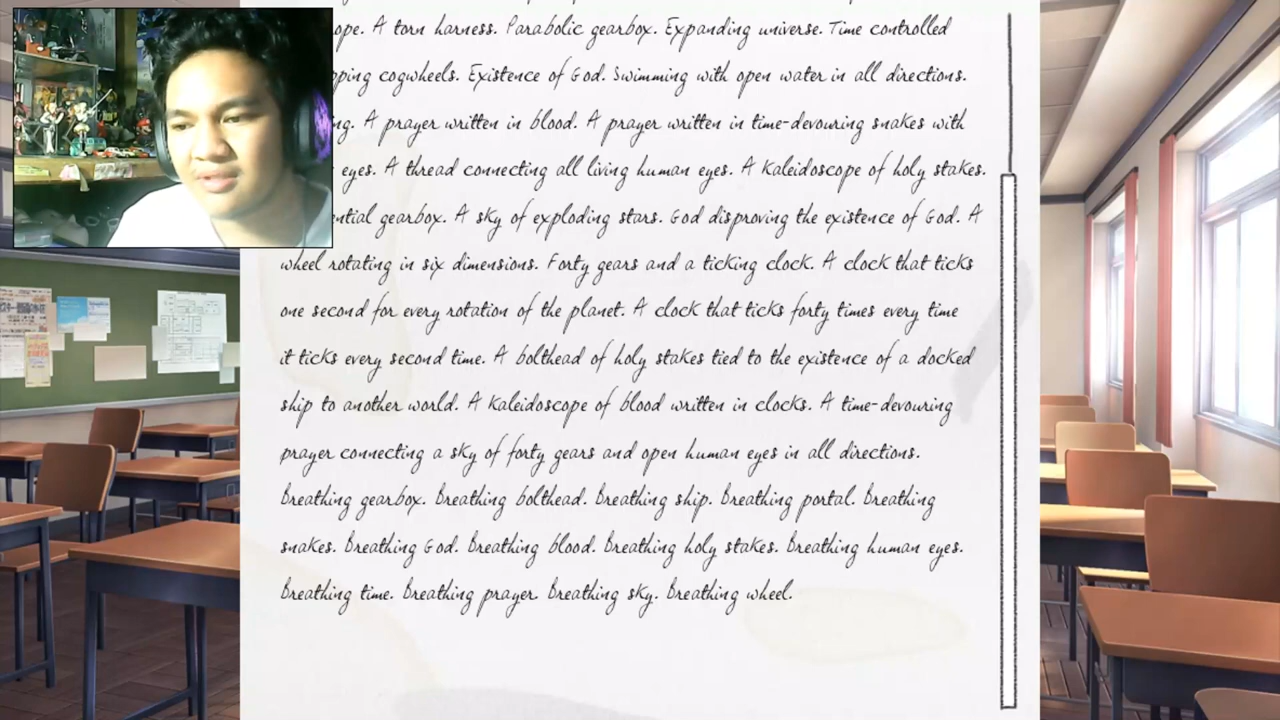 A torn harness. Parabolic gearbox. Expanding universe. Time controlled
cogwheels. Existence of God. Swimming with open water in all directions.
A prayer written in blood. A prayer written in time-devouring snakes with
eyes. A thread connecting all living human eyes. A kaleidoscope of holy stakes.
gearbox. A sky of exploding stars. God disproving the existence of God. A
wheel rotating in six dimensions. Forty gears and a ticking clock. A clock that ticks
one second for every rotation of the planet. A clock that ticks forty times every time
it ticks every second time. A bolthead of holy stakes tied to the existence of a docked
ship to another world. A kaleidoscope of blood written in clocks. A time-devouring
prayer connecting a sky of forty gears and open human eyes in all directions.
Breathing gearbox. Breathing bolthead. Breathing ship. Breathing portal. Breathing
snakes. Breathing God. Breathing blood. Breathing holy stakes. Breathing human eyes.
Breathing time. Breathing prayer. Breathing sky. Breathing wheel.